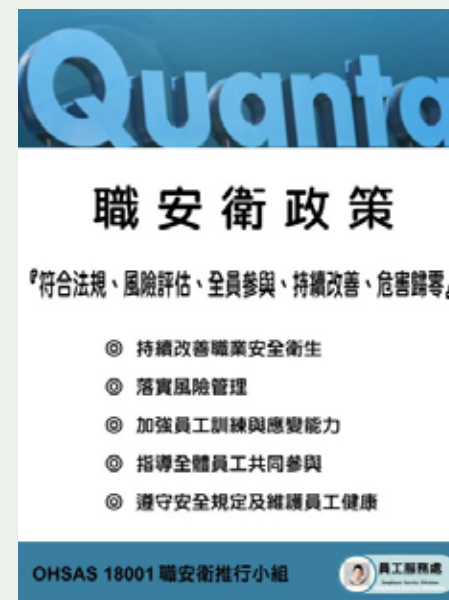 Quanta
職安衛政策
『符合法規、風險評估、全員參與、持續改善、危害歸零』
◎ 持續改善職業安全衛生
◎ 落實風險管理
◎ 加強員工訓練與應變能力
◎ 指導全體員工共同參與
◎ 遵守安全規定及維護員工健康
OHSAS 18001 職安衛推行小組
員工服務處
Employee Service Division